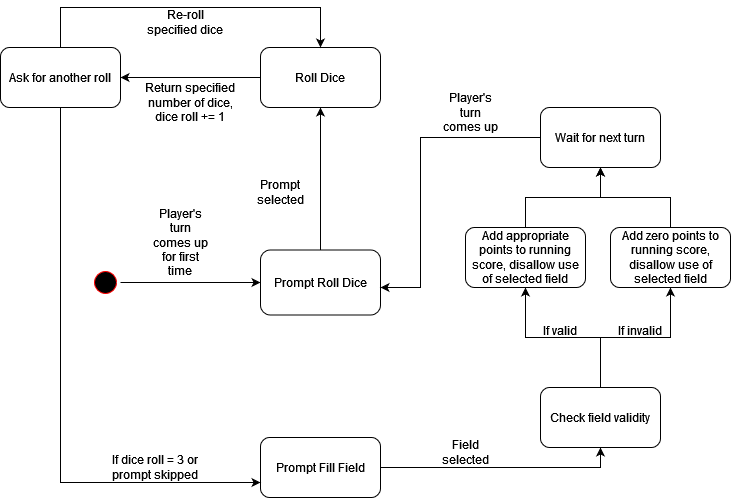 Re-roll
specified dice
Ask for another roll
Roll Dice
Return specified
number of dice,
dice roll += 1
Player's
turn
comes up
Wait for next turn
Prompt
selected
Player's
turn
comes up
for first
time
Prompt Roll Dice
Add appropriate
points to running
score, disallow use
of selected field
Add zero points to
running score,
disallow use of
selected field
If valid
If invalid
Check field validity
If dice roll = 3 or
prompt skipped
Prompt Fill Field
Field
selected